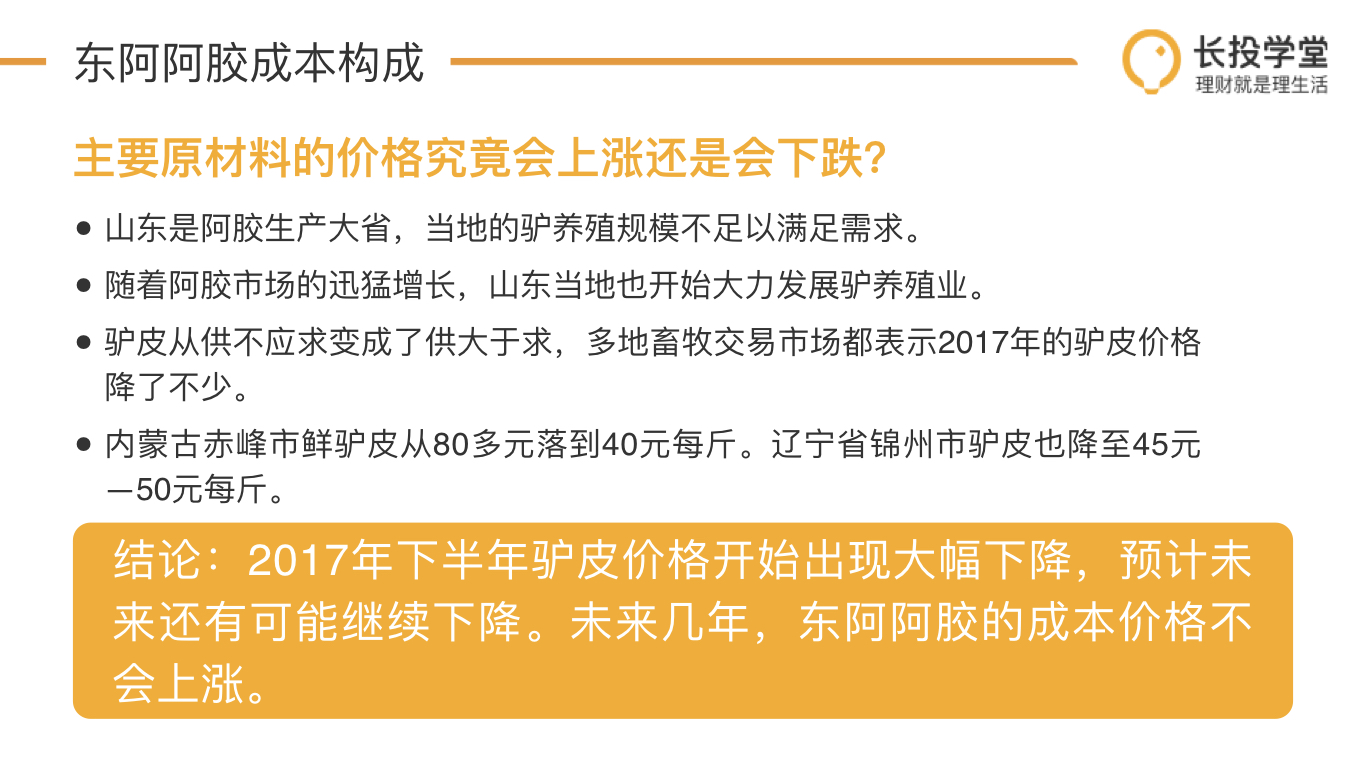 东阿阿胶成本构成
长投学堂
理财就是理生活
主要原材料的价格究竟会上涨还是会下跌？
● 山东是阿胶生产大省，当地的驴养殖规模不足以满足需求。
● 随着阿胶市场的迅猛增长，山东当地也开始大力发展驴养殖业。
● 驴皮从供不应求变成了供大于求，多地畜牧交易市场都表示2017年的驴皮价格
降了不少。
● 内蒙古赤峰市鲜驴皮从80多元落到40元每斤。辽宁省锦州市驴皮也降至45元
—50元每斤。
结论：2017年下半年驴皮价格开始出现大幅下降，预计未
来还有可能继续下降。未来几年，东阿阿胶的成本价格不
会上涨。